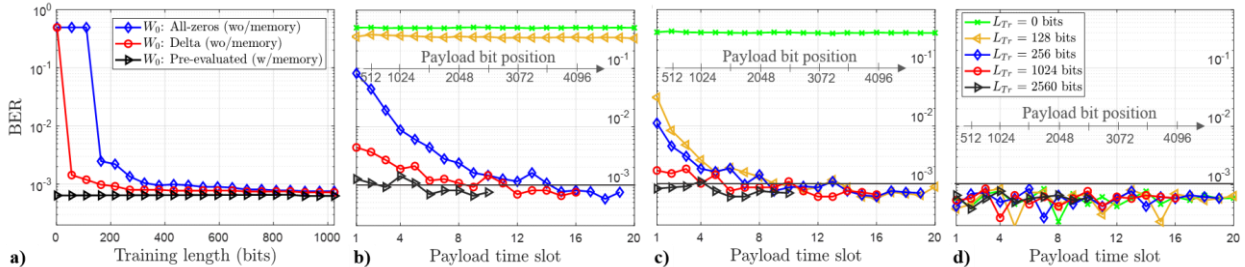 10^0
10^-1
10^-2
10^-3
BER
W_0: All-zeros (wo/memory)
W_0: Delta (wo/memory)
W_0: Pre-evaluated (w/memory)
0 200 400 600 800 1000
Training length (bits)
a)
10^-1
10^-2
10^-3
Payload bit position
512 1024 2048 3072 4096
1 4 8 12 16 20
Payload time slot
b)
10^-1
10^-2
10^-3
Payload bit position
512 1024 2048 3072 4096
1 4 8 12 16 20
Payload time slot
c)
L_Tr = 0 bits
L_Tr = 128 bits
L_Tr = 256 bits
L_Tr = 1024 bits
L_Tr = 2560 bits
10^-1
10^-2
10^-3
Payload bit position
512 1024 2048 3072 4096
1 4 8 12 16 20
Payload time slot
d)